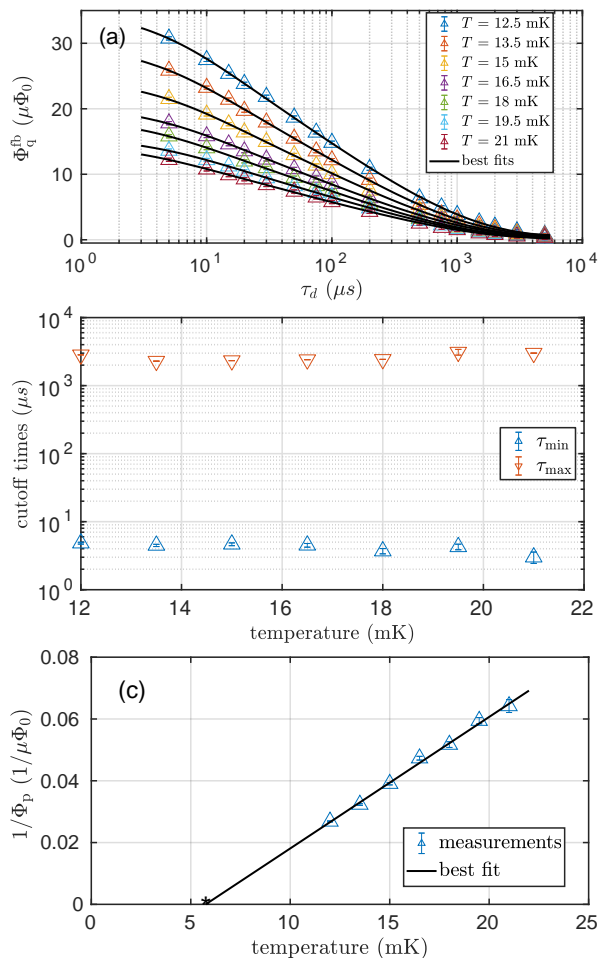 (a)
T = 12.5 mK
T = 13.5 mK
T = 15 mK
T = 16.5 mK
T = 18 mK
T = 19.5 mK
T = 21 mK
best fits
Φ_q^fb (μΦ_0)
30
20
10
0
10^0 10^1 10^2 10^3 10^4
τ_d (μs)
cutoff times (μs)
10^4
10^3
10^2
10^1
10^0
τ_min
τ_max
12 14 16 18 20 22
temperature (mK)
(c)
1/Φ_p (1/μΦ_0)
0.08
0.06
0.04
0.02
0
measurements
best fit
0 5 10 15 20 25
temperature (mK)